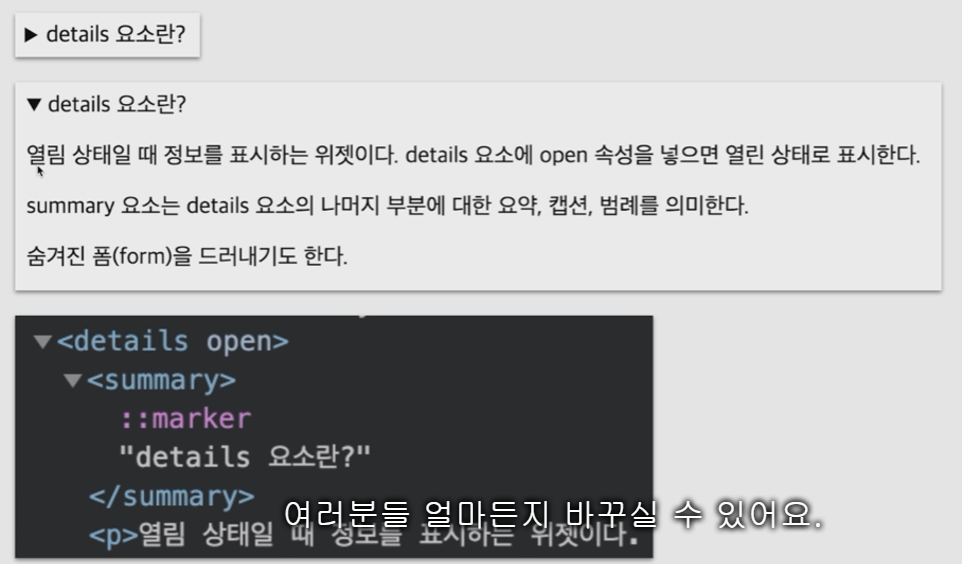 ▶ details 요소란?
▼ details 요소란?
열림 상태일 때 정보를 표시하는 위젯이다. details 요소에 open 속성을 넣으면 열린 상태로 표시한다.
summary 요소는 details 요소의 나머지 부분에 대한 요약, 캡션, 범례를 의미한다.
숨겨진 폼(form)을 드러내기도 한다.
▼<details open>
▼<summary>
::marker
"details 요소란?"
</summary>
여러분들 얼마든지 바꾸실 수 있어요.
<p>열림 상태일 때 정보를 표시하는 위젯이다.